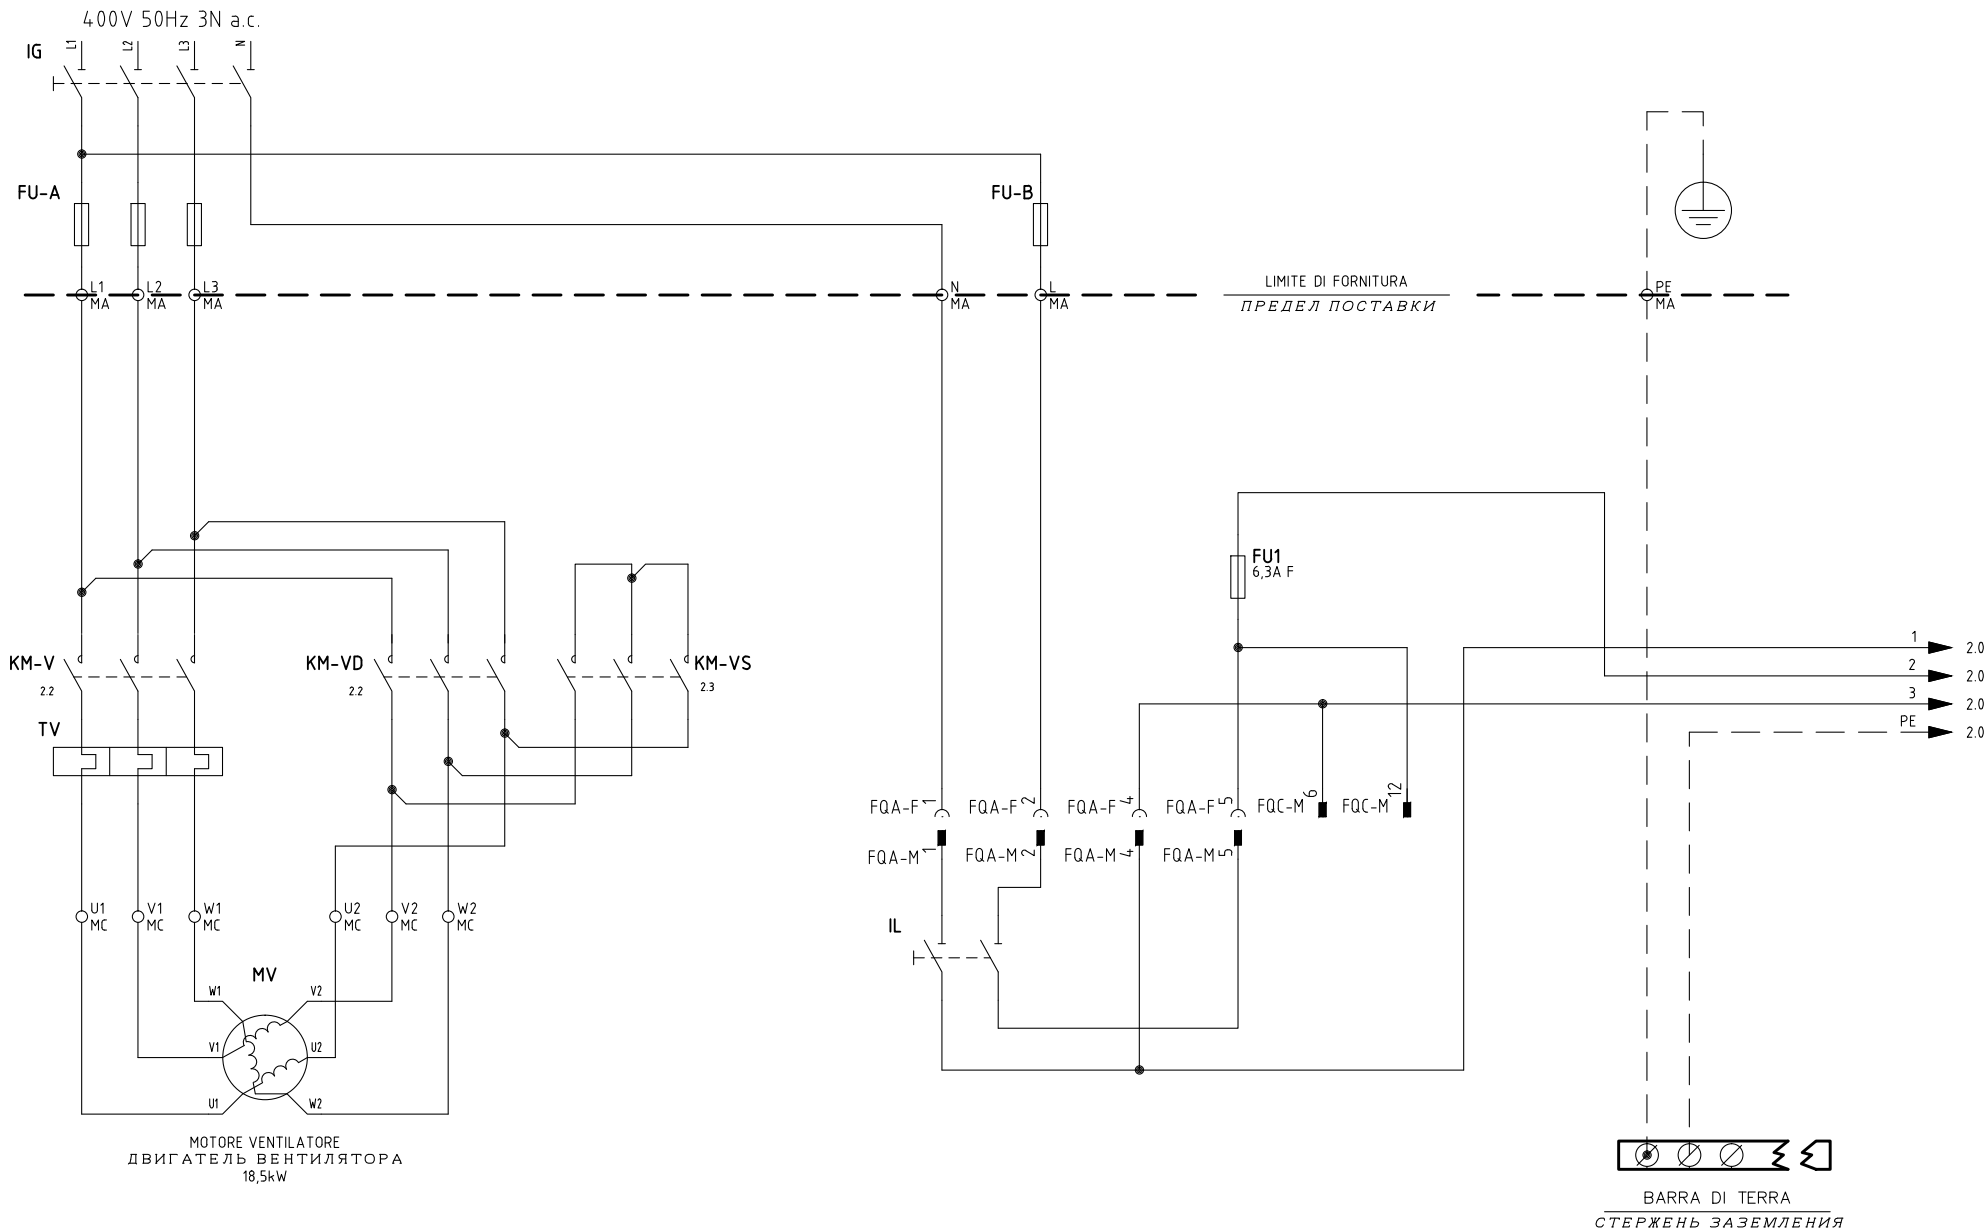 400V 50Hz 3N a.c.
IG
L1
L2
L3
N
FU-A
FU-B
L1
MA
L2
MA
L3
MA
N
MA
L
MA
LIMITE DI FORNITURA
ПРЕДЕЛ ПОСТАВКИ
PE
MA
FU1
6,3A F
KM-V
2.2
KM-VD
2.2
KM-VS
2.3
1
2.0
2
2.0
3
2.0
PE
2.0
TV
FQA-F 1
FQA-F 2
FQA-F 4
FQA-F 5
FQC-M 6
FQC-M 12
FQA-M 1
FQA-M 2
FQA-M 4
FQA-M 5
U1
MC
V1
MC
W1
MC
U2
MC
V2
MC
W2
MC
IL
MV
W1
V2
V1
U2
U1
W2
MOTORE VENTILATORE
ДВИГАТЕЛЬ ВЕНТИЛЯТОРА
18,5kW
BARRA DI TERRA
СТЕРЖЕНЬ ЗАЗЕМЛЕНИЯ